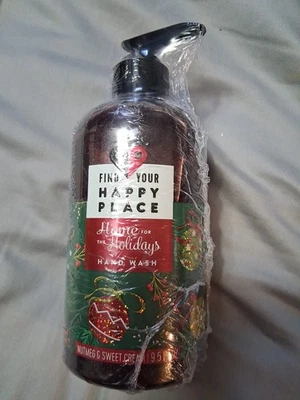 FIND YOUR
HAPPY
PLACE
Home FOR
THE Holidays
HAND WASH
NUTMEG & SWEET CREAM